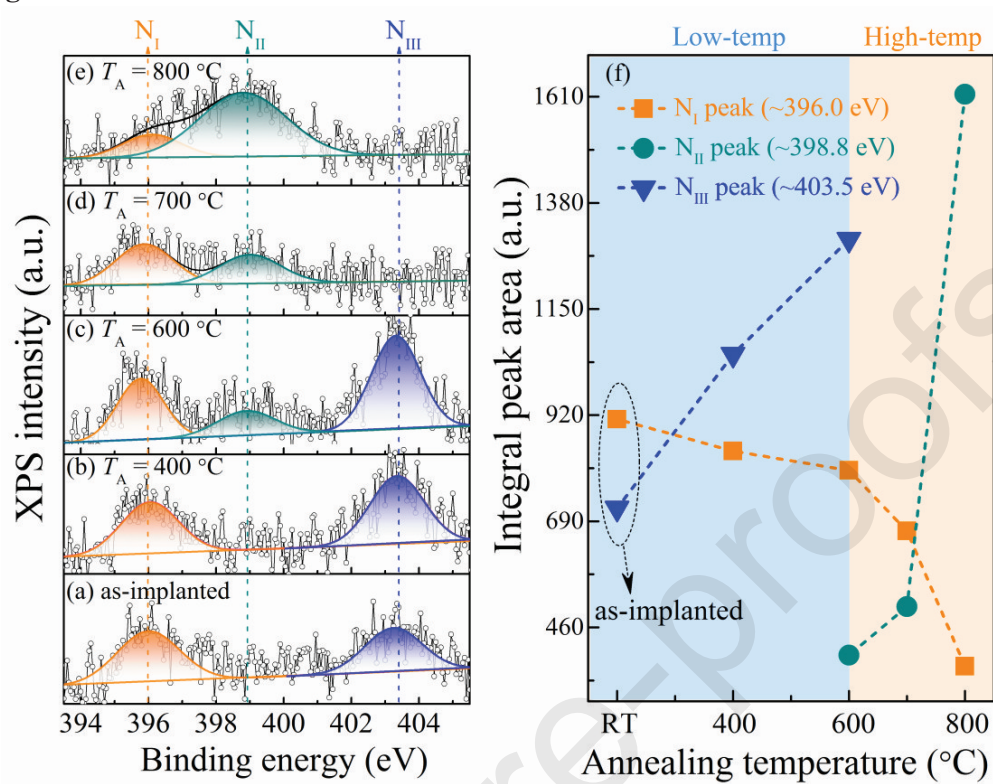 N_I N_II N_III
(e) T_A = 800 °C
(d) T_A = 700 °C
(c) T_A = 600 °C
(b) T_A = 400 °C
(a) as-implanted
XPS intensity (a.u.)
394 396 398 400 402 404
Binding energy (eV)
Low-temp High-temp
(f)
N_I peak (~396.0 eV)
N_II peak (~398.8 eV)
N_III peak (~403.5 eV)
as-implanted
Integral peak area (a.u.)
1610
1380
1150
920
690
460
RT 400 600 800
Annealing temperature (°C)
re-proofs